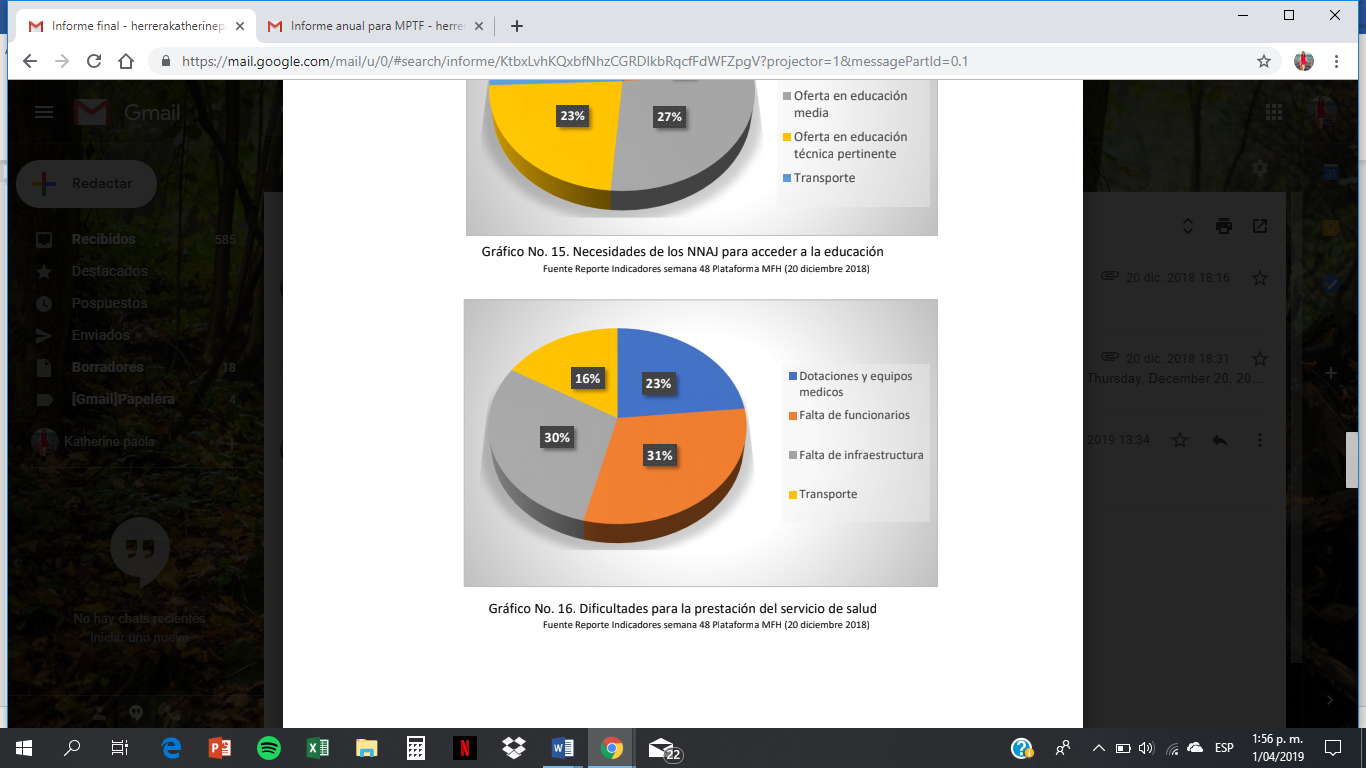 Informe final - herrerakatherinep
Informe anual para MPTF - herre
https://mail.google.com/mail/u/0/#search/informe/KtbxLvhKQxbfNhzCGRDlkbRqcfFdWFZpgV?projector=1&messagePartId=0.1
Gmail
Redactar
Recibidos 585
Destacados
Pospuestos
Enviados
Borradores 18
[Gmail]Papelera 4
Katherine paola
No hay chats recientes
Iniciar uno nuevo
23%
27%
Oferta en educación
media
Oferta en educación
técnica pertinente
Transporte
Gráfico No. 15. Necesidades de los NNAJ para acceder a la educación
Fuente Reporte Indicadores semana 48 Plataforma MFH (20 diciembre 2018)
16%
23%
30%
31%
Dotaciones y equipos
medicos
Falta de funcionarios
Falta de infraestructura
Transporte
Gráfico No. 16. Dificultades para la prestación del servicio de salud
Fuente Reporte Indicadores semana 48 Plataforma MFH (20 diciembre 2018)
20 dic. 2018 18:16
20 dic. 2018 18:31
Thursday, December 20, 20...
2019 13:34
22
ESP
1:56 p. m.
1/04/2019